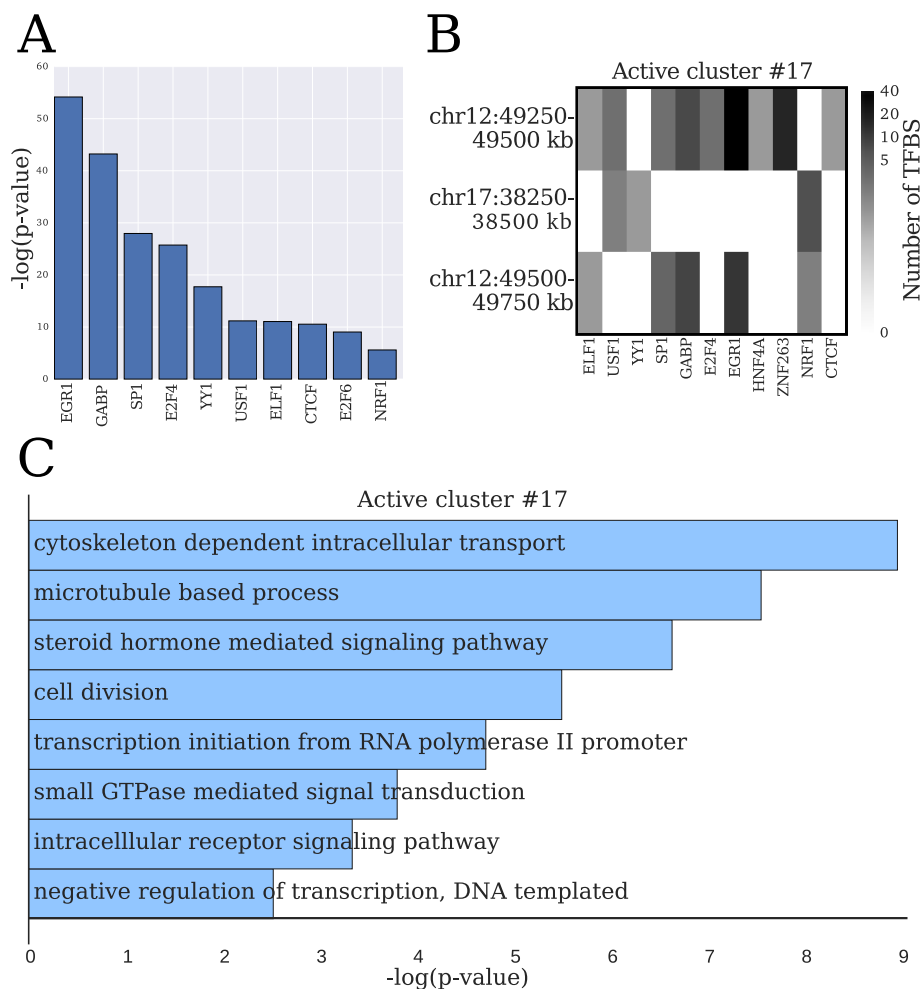 A
60
50
40
30
20
10
0
-log(p-value)
EGR1
GABP
SP1
E2F4
YY1
USF1
ELF1
CTCF
E2F6
NRF1
B
Active cluster #17
chr12:49250-
49500 kb
chr17:38250-
38500 kb
chr12:49500-
49750 kb
ELF1
USF1
YY1
SP1
GABP
E2F4
EGR1
HNF4A
ZNF263
NRF1
CTCF
40
20
10
5
0
Number of TFBS
C
Active cluster #17
cytoskeleton dependent intracellular transport
microtubule based process
steroid hormone mediated signaling pathway
cell division
transcription initiation from RNA polymerase II promoter
small GTPase mediated signal transduction
intracelllular receptor signaling pathway
negative regulation of transcription, DNA templated
0 1 2 3 4 5 6 7 8 9
-log(p-value)